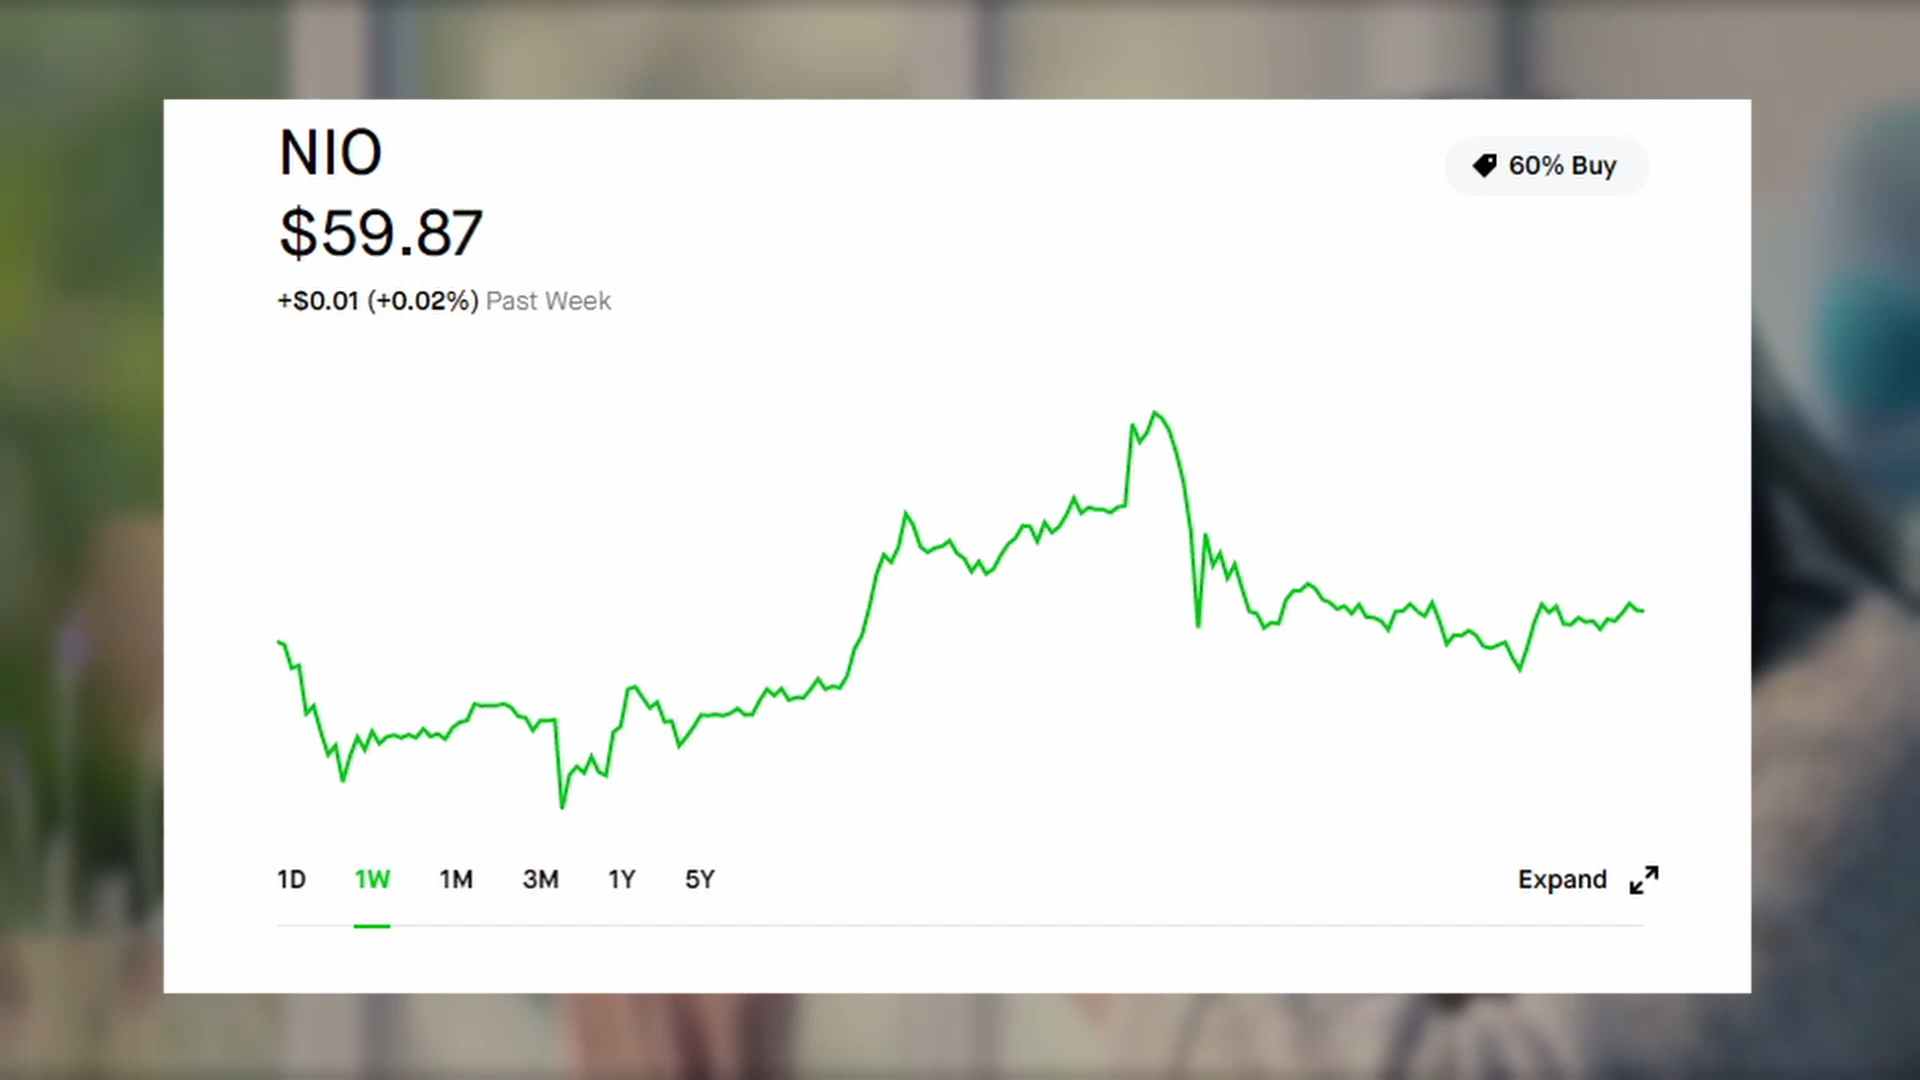 NIO
60% Buy
$59.87
+$0.01 (+0.02%) Past Week
1D 1W 1M 3M 1Y 5Y
Expand